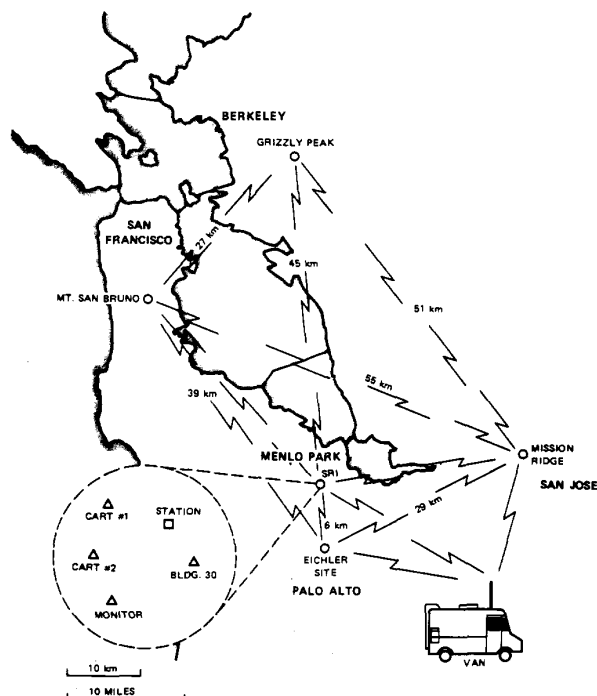 BERKELEY
GRIZZLY PEAK
SAN
FRANCISCO
27 km
45 km
MT. SAN BRUNO
51 km
55 km
39 km
MENLO PARK
SRI
MISSION
RIDGE
SAN JOSE
CART #1
STATION
6 km
29 km
CART #2
BLDG. 30
EICHLER
SITE
MONITOR
PALO ALTO
VAN
10 km
10 MILES